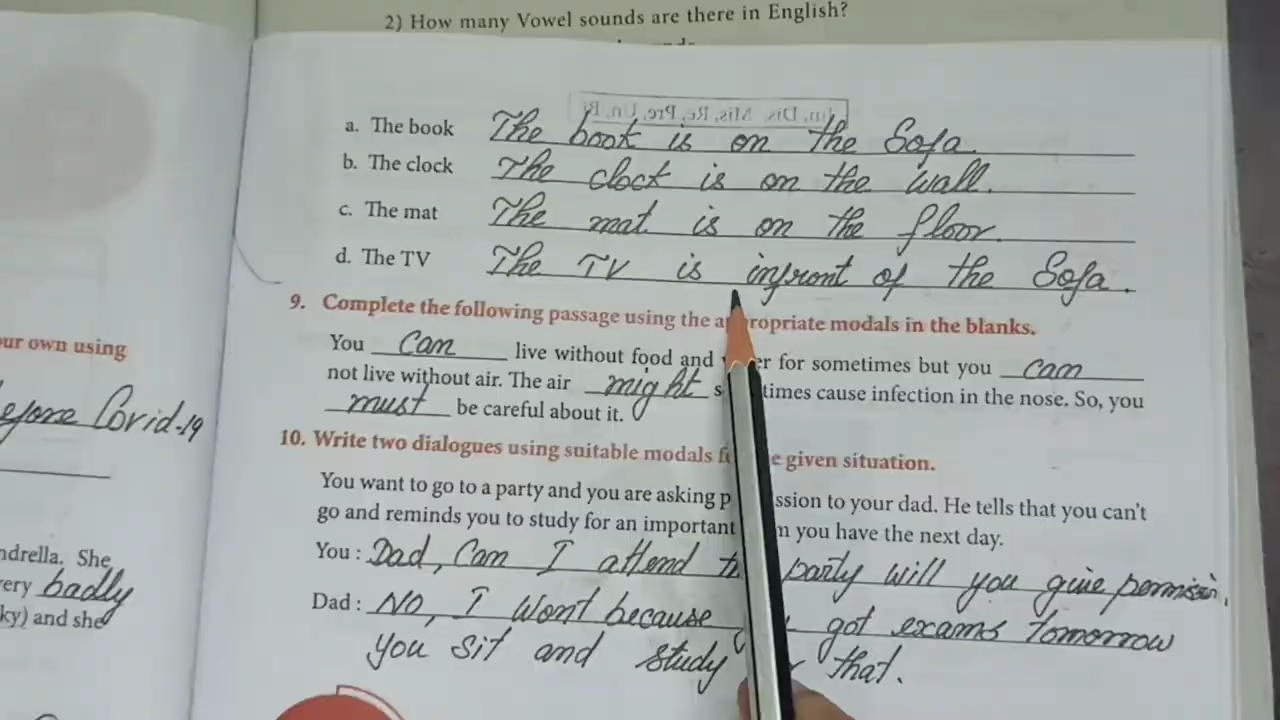 2) How many Vowel sounds are there in English?
In, Dis, Mis, Re, Pre, Un, Bi
a. The book The book is on the Sofa.
b. The clock The clock is on the wall.
c. The mat The mat is on the floor.
d. The TV The TV is infront of the Sofa.
9. Complete the following passage using the appropriate modals in the blanks.
You can live without food and for sometimes but you can
not live without air. The air might times cause infection in the nose. So, you
must be careful about it.
10. Write two dialogues using suitable modals given situation.
You want to go to a party and you are asking p ssion to your dad. He tells that you can't
go and reminds you to study for an important you have the next day.
You : Dad, Can I attend party will you give permission.
Dad : No, I Wont because got exams tomorrow
you sit and study that.
our own using
efore Covid-19
ndrella. She
ery badly
ky) and she